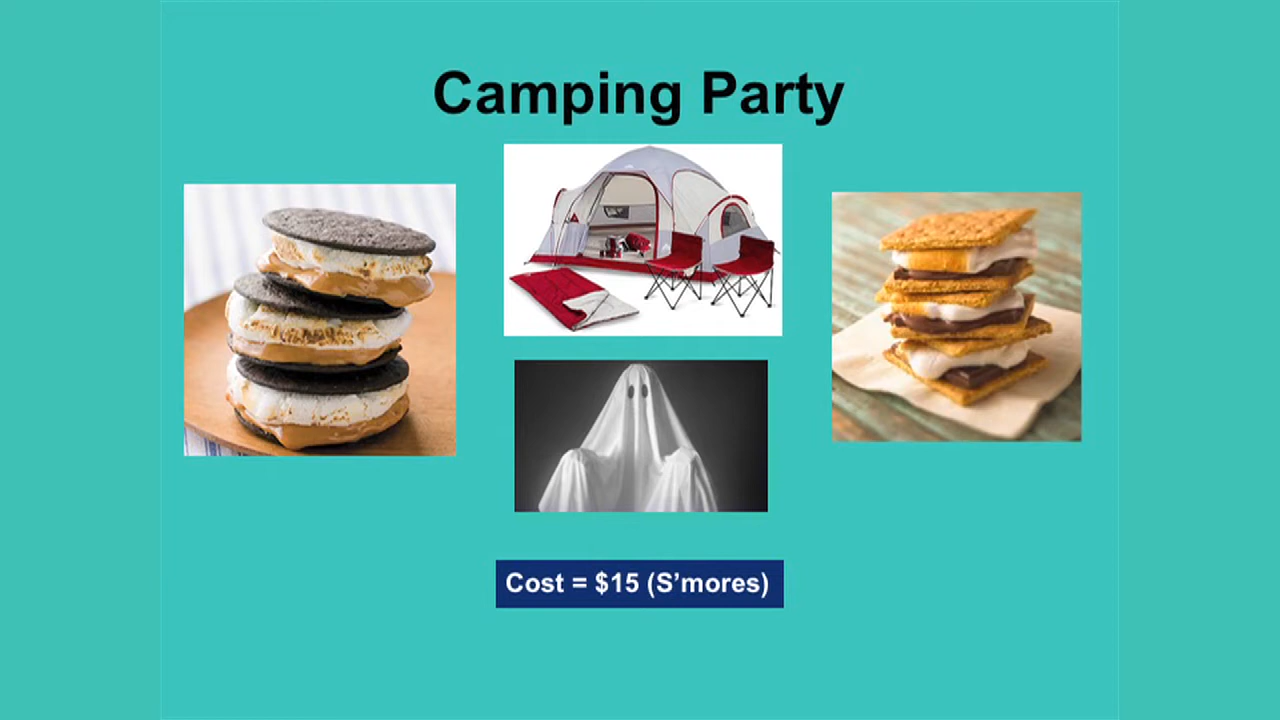 Camping Party
Cost = $15 (S’mores)